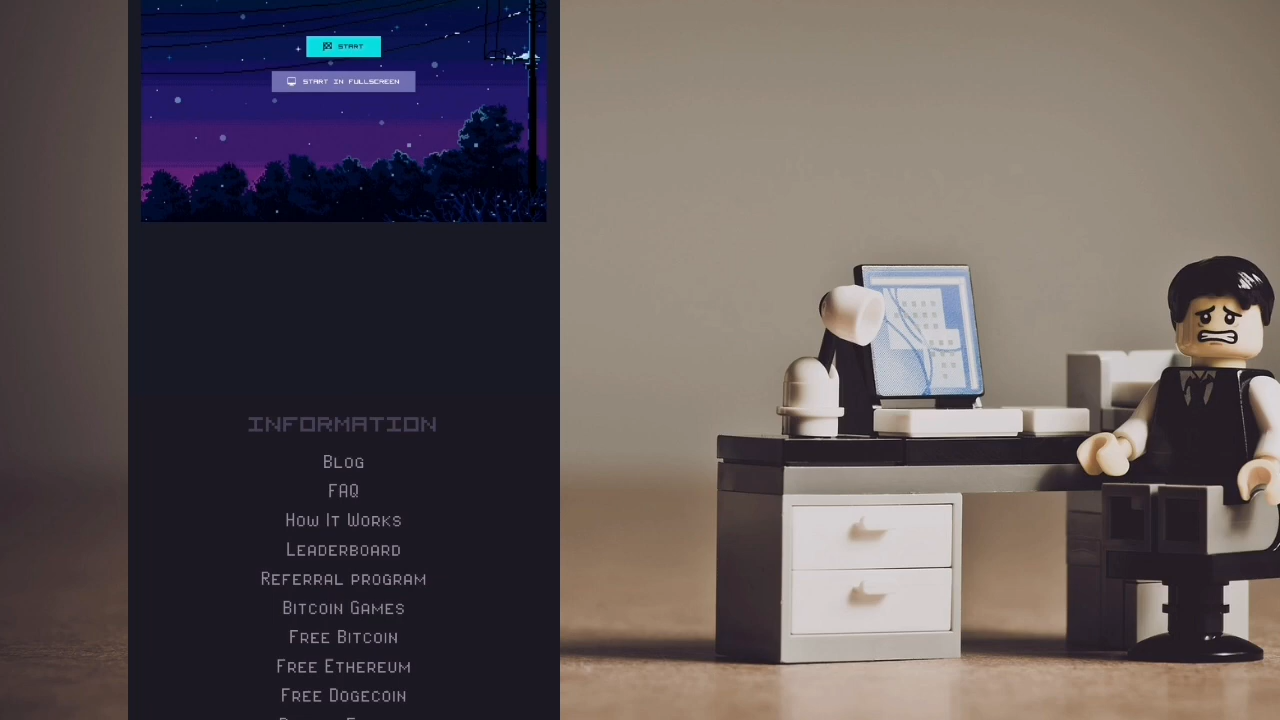 START
START IN FULLSCREEN
INFORMATION
Blog
FAQ
How It Works
Leaderboard
Referral program
Bitcoin Games
Free Bitcoin
Free Ethereum
Free Dogecoin